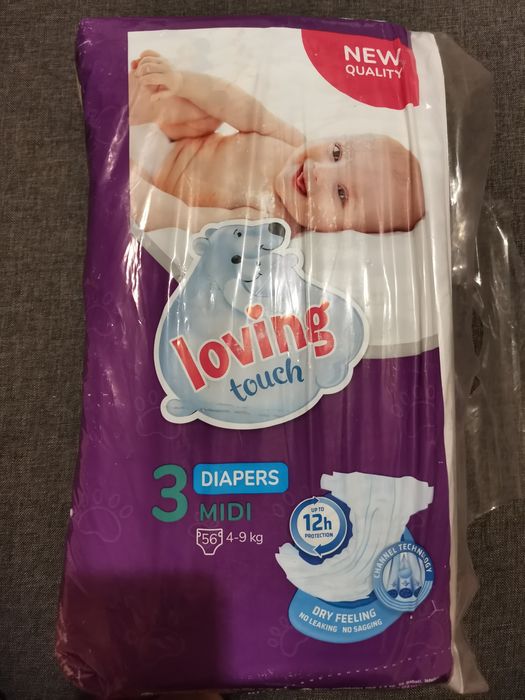 NEW
QUALITY
loving
touch
3 DIAPERS
MIDI
56 4-9 kg
UP TO
12h
PROTECTION
CHANNEL TECHNOLOGY
DRY FEELING
NO LEAKING NO SAGGING